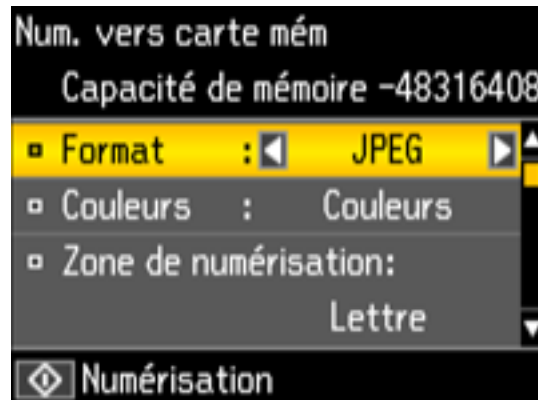 Num. vers carte mém
Capacité de mémoire -48316408
Format : JPEG
Couleurs : Couleurs
Zone de numérisation:
Lettre
Numérisation